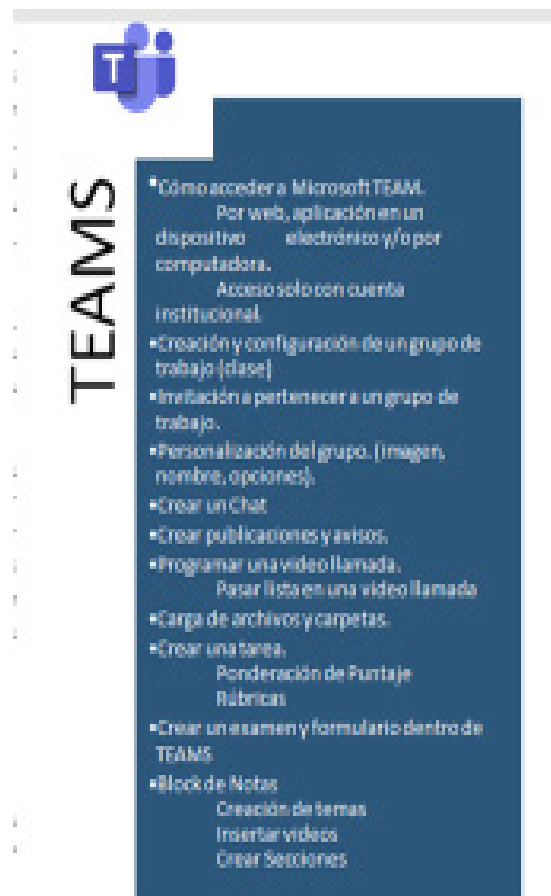 T
TEAMS
•Cómo acceder a MicrosoftTEAM.
Por web, aplicación en un
dispositivo electrónico y/o por
computadora.
Acceso solo con cuenta
institucional.
•Creación y configuración de un grupo de
trabajo (clase)
•Invitación a pertenecer a un grupo de
trabajo.
•Personalización del grupo. (Imagen,
nombre, opciones).
•Crear un Chat
•Crear publicaciones y avisos.
•Programar una video llamada.
Pasar lista en una video llamada
•Carga de archivos y carpetas.
•Crear una tarea.
Ponderación de Puntaje
Rúbricas
•Crear un examen y formulario dentro de
TEAMS
•Block de Notas
Creación de temas
Insertar videos
Crear Secciones